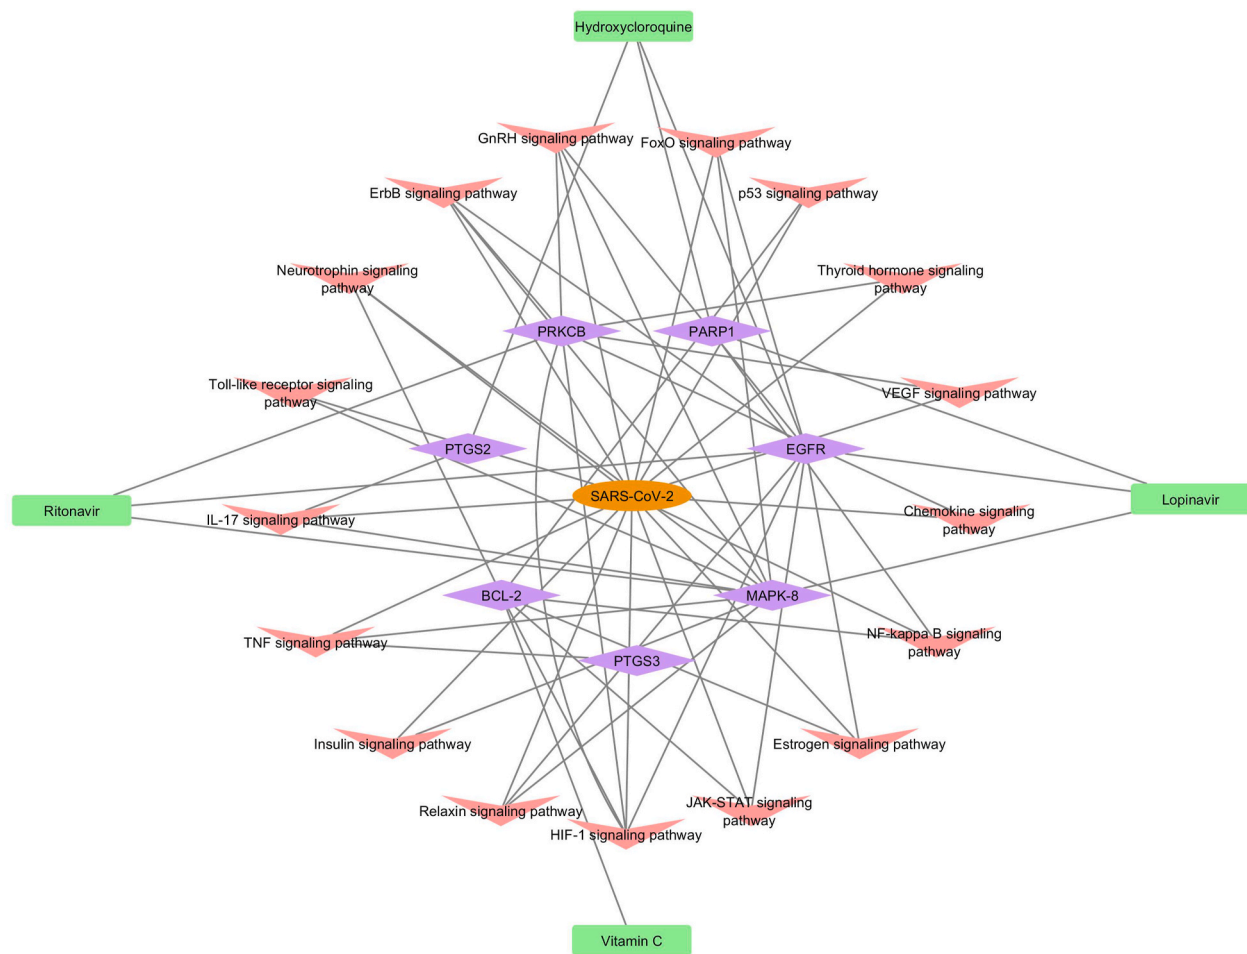 Hydroxycloroquine
GnRH signaling pathway
FoxO signaling pathway
ErbB signaling pathway
p53 signaling pathway
Neurotrophin signaling
pathway
Thyroid hormone signaling
pathway
PRKCB
PARP1
Toll-like receptor signaling
pathway
VEGF signaling pathway
PTGS2
EGFR
SARS-CoV-2
Ritonavir
Lopinavir
IL-17 signaling pathway
Chemokine signaling
pathway
BCL-2
MAPK-8
TNF signaling pathway
NF-kappa B signaling
pathway
PTGS3
Insulin signaling pathway
Estrogen signaling pathway
Relaxin signaling pathway
JAK-STAT signaling
pathway
HIF-1 signaling pathway
Vitamin C